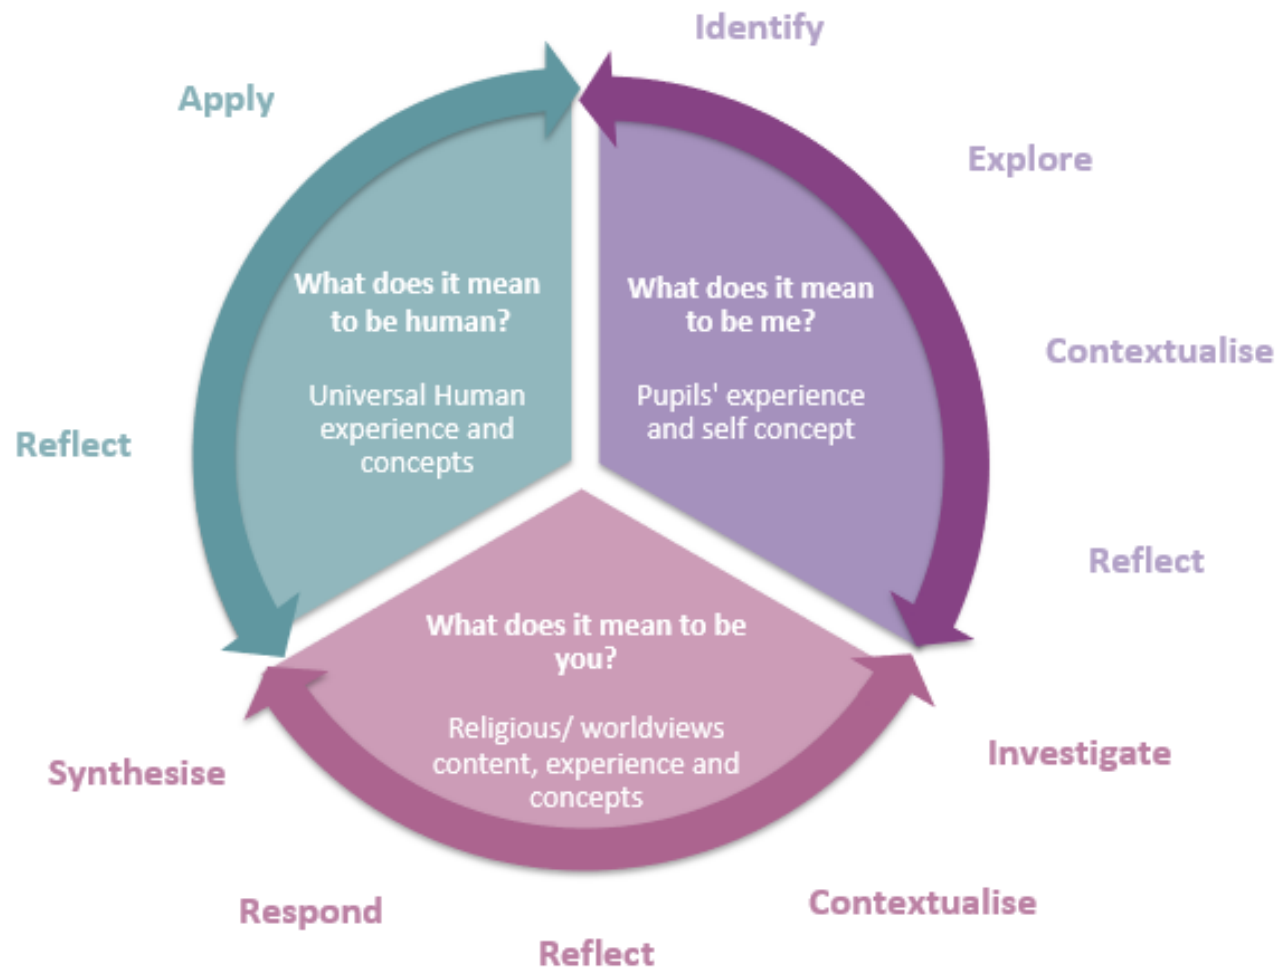 Identify
Explore
Contextualise
Reflect
What does it mean
to be me?
Pupils' experience
and self concept
Investigate
Contextualise
Reflect
Respond
Synthesise
What does it mean to be
you?
Religious/ worldviews
content, experience and
concepts
Reflect
Apply
What does it mean
to be human?
Universal Human
experience and
concepts